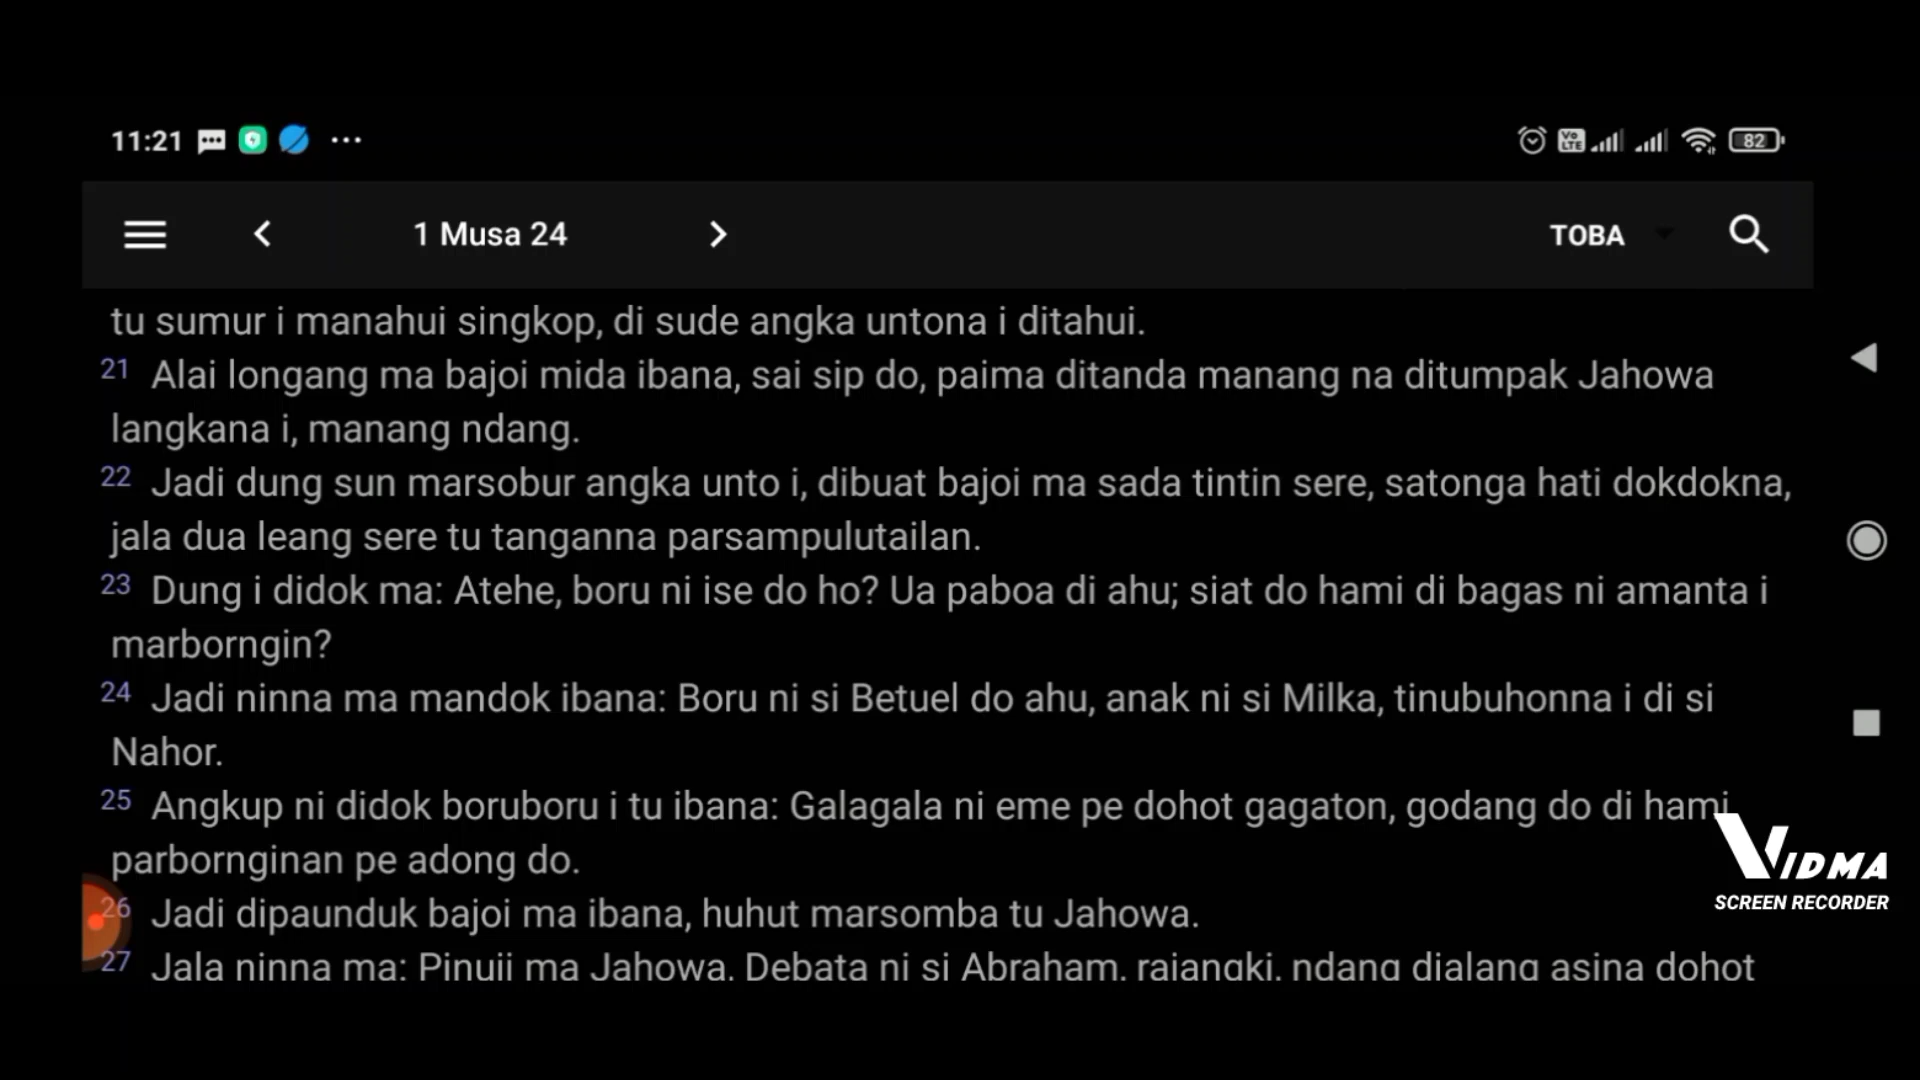 11:21
82
1 Musa 24
TOBA
tu sumur i manahui singkop, di sude angka untona i ditahui.
21 Alai longang ma bajoi mida ibana, sai sip do, paima ditanda manang na ditumpak Jahowa
langkana i, manang ndang.
22 Jadi dung sun marsobur angka unto i, dibuat bajoi ma sada tintin sere, satonga hati dokdokna,
jala dua leang sere tu tanganna parsampulutailan.
23 Dung i didok ma: Atehe, boru ni ise do ho? Ua paboa di ahu; siat do hami di bagas ni amanta i
marborngin?
24 Jadi ninna ma mandok ibana: Boru ni si Betuel do ahu, anak ni si Milka, tinubuhonna i di si
Nahor.
25 Angkup ni didok boruboru i tu ibana: Galagala ni eme pe dohot gagaton, godang do di hami
parbornginan pe adong do.
26 Jadi dipaunduk bajoi ma ibana, huhut marsomba tu Jahowa.
27 Jala ninna ma: Pinuji ma Jahowa, Debata ni si Abraham, rajangki, ndang dialang asina dohot
VIDMA
SCREEN RECORDER